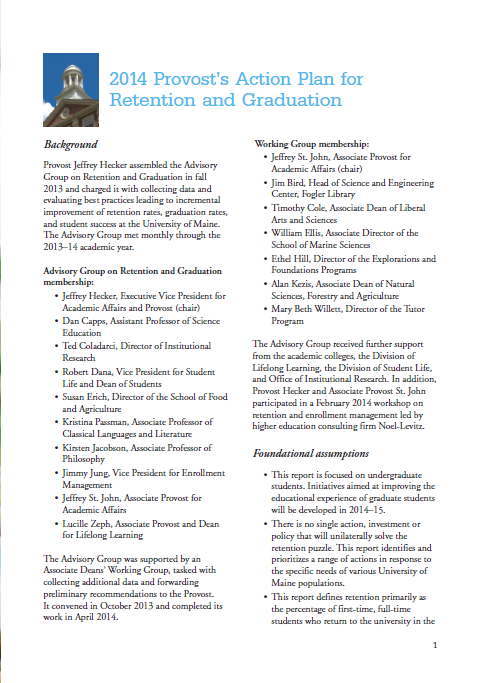 2014 Provost's Action Plan for
Retention and Graduation
Background
Provost Jeffrey Hecker assembled the Advisory
Group on Retention and Graduation in fall
2013 and charged it with collecting data and
evaluating best practices leading to incremental
improvement of retention rates, graduation rates,
and student success at the University of Maine.
The Advisory Group met monthly through the
2013–14 academic year.
Advisory Group on Retention and Graduation
membership:
• Jeffrey Hecker, Executive Vice President for
Academic Affairs and Provost (chair)
• Dan Capps, Assistant Professor of Science
Education
• Ted Coladarci, Director of Institutional
Research
• Robert Dana, Vice President for Student
Life and Dean of Students
• Susan Erich, Director of the School of Food
and Agriculture
• Kristina Passman, Associate Professor of
Classical Languages and Literature
• Kirsten Jacobson, Associate Professor of
Philosophy
• Jimmy Jung, Vice President for Enrollment
Management
• Jeffrey St. John, Associate Provost for
Academic Affairs
• Lucille Zeph, Associate Provost and Dean
for Lifelong Learning
The Advisory Group was supported by an
Associate Deans' Working Group, tasked with
collecting additional data and forwarding
preliminary recommendations to the Provost.
It convened in October 2013 and completed its
work in April 2014.
Working Group membership:
• Jeffrey St. John, Associate Provost for
Academic Affairs (chair)
• Jim Bird, Head of Science and Engineering
Center, Fogler Library
• Timothy Cole, Associate Dean of Liberal
Arts and Sciences
• William Ellis, Associate Director of the
School of Marine Sciences
• Ethel Hill, Director of the Explorations and
Foundations Programs
• Alan Kezis, Associate Dean of Natural
Sciences, Forestry and Agriculture
• Mary Beth Willett, Director of the Tutor
Program
The Advisory Group received further support
from the academic colleges, the Division of
Lifelong Learning, the Division of Student Life,
and Office of Institutional Research. In addition,
Provost Hecker and Associate Provost St. John
participated in a February 2014 workshop on
retention and enrollment management led by
higher education consulting firm Noel-Levitz.
Foundational assumptions
• This report is focused on undergraduate
students. Initiatives aimed at improving the
educational experience of graduate students
will be developed in 2014–15.
• There is no single action, investment or
policy that will unilaterally solve the
retention puzzle. This report identifies and
prioritizes a range of actions in response to
the specific needs of various University of
Maine populations.
• This report defines retention primarily as
the percentage of first-time, full-time
students who return to the university in the
1